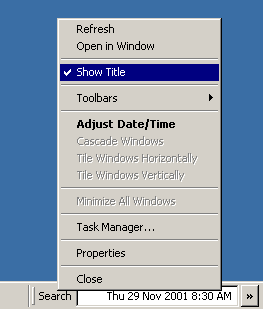 Refresh
Open in Window
Show Title
Toolbars
Adjust Date/Time
Cascade Windows
Tile Windows Horizontally
Tile Windows Vertically
Minimize All Windows
Task Manager...
Properties
Close
Search Thu 29 Nov 2001 8:30 AM »